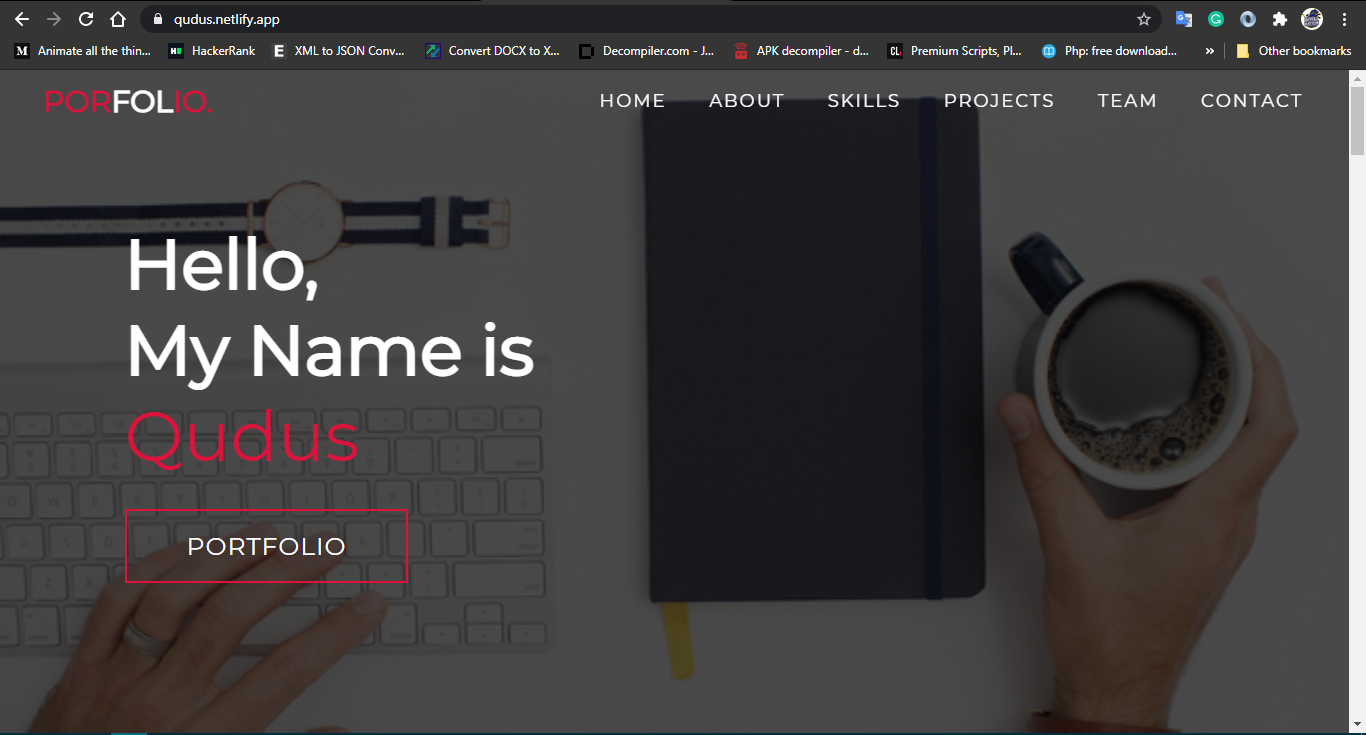 qudus.netlify.app
Animate all the thin... HackerRank XML to JSON Conv... Convert DOCX to X... Decompiler.com - J... APK decompiler - d... Premium Scripts, Pl... Php: free download... » Other bookmarks
PORFOLIO. HOME ABOUT SKILLS PROJECTS TEAM CONTACT
Hello,
My Name is
Qudus
PORTFOLIO